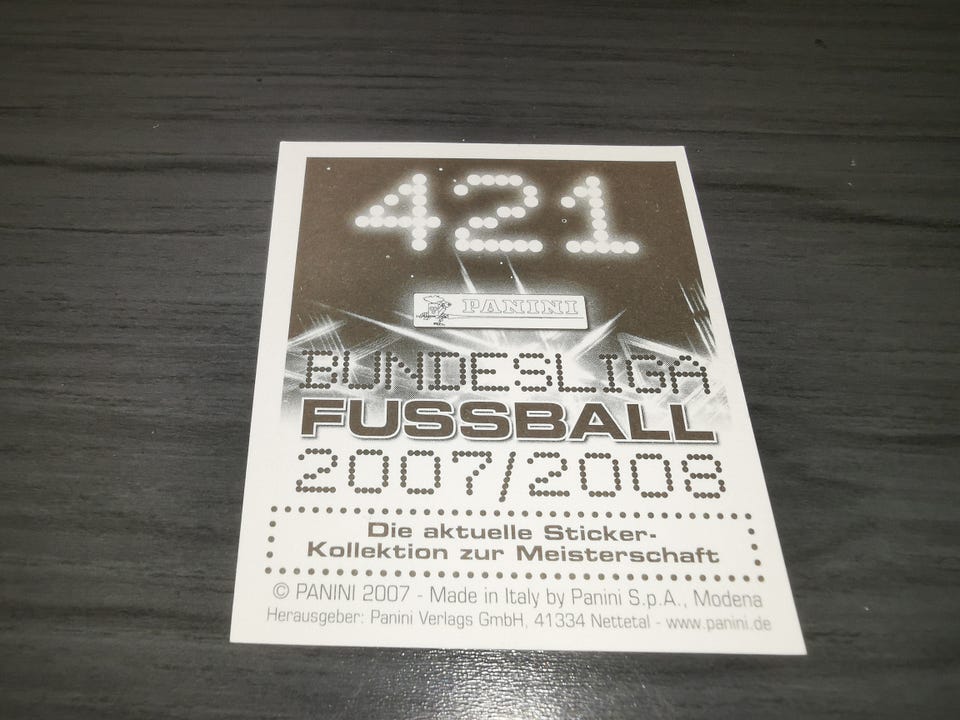 421
PANINI
BUNDESLIGA
FUSSBALL
2007/2008
Die aktuelle Sticker-
Kollektion zur Meisterschaft
© PANINI 2007 - Made in Italy by Panini S.p.A., Modena
Herausgeber: Panini Verlags GmbH, 41334 Nettetal - www.panini.de